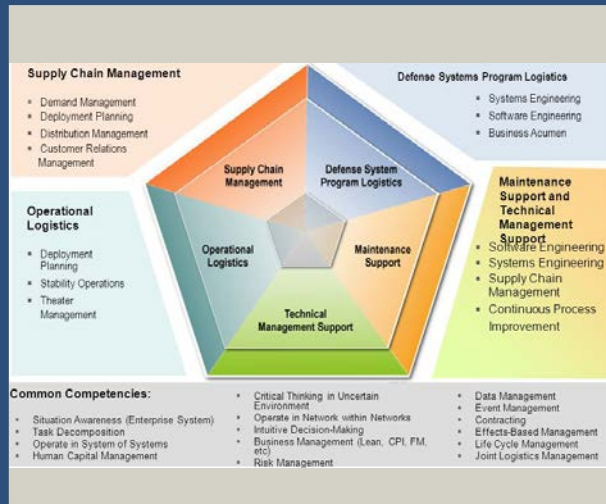 Supply Chain Management
Demand Management
Deployment Planning
Distribution Management
Customer Relations
Management
Defense Systems Program Logistics
Systems Engineering
Software Engineering
Business Acumen
Supply Chain
Management
Defense System
Program Logistics
Operational
Logistics
Maintenance
Support
Technical
Management Support
Operational
Logistics
Deployment
Planning
Stability Operations
Theater
Management
Maintenance
Support and
Technical
Management
Support
Software Engineering
Systems Engineering
Supply Chain
Management
Continuous Process
Improvement
Common Competencies:
Situation Awareness (Enterprise System)
Task Decomposition
Operate in System of Systems
Human Capital Management
Critical Thinking in Uncertain
Environment
Operate in Network within Networks
Intuitive Decision-Making
Business Management (Lean, CPI, FM,
etc)
Risk Management
Data Management
Event Management
Contracting
Effects-Based Management
Life Cycle Management
Joint Logistics Management